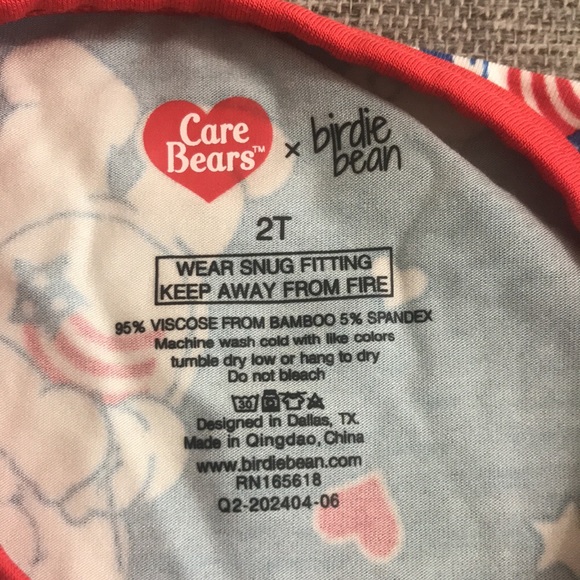 Care Bears™ × birdie bean
2T
WEAR SNUG FITTING
KEEP AWAY FROM FIRE
95% VISCOSE FROM BAMBOO 5% SPANDEX
Machine wash cold with like colors
tumble dry low or hang to dry
Do not bleach
30
Designed in Dallas, TX
Made in Qingdao, China
www.birdiebean.com
RN165618
Q2-202404-06